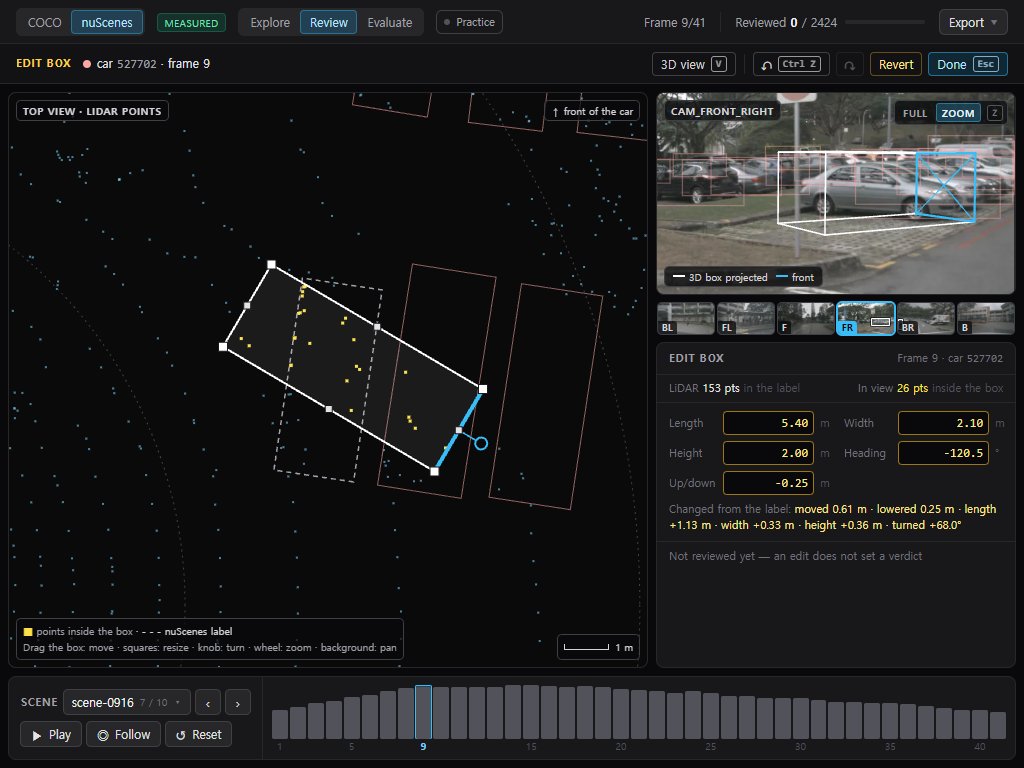 COCO nuScenes MEASURED Explore Review Evaluate Practice Frame 9/41 Reviewed 0 / 2424 Export
EDIT BOX car 527702 · frame 9 3D view V Ctrl Z Revert Done Esc
TOP VIEW · LIDAR POINTS
↑ front of the car
points inside the box · - - - nuScenes label
Drag the box: move · squares: resize · knob: turn · wheel: zoom · background: pan
1 m
CAM_FRONT_RIGHT FULL ZOOM Z
3D box projected front
BL FL F FR BR B
EDIT BOX Frame 9 · car 527702
LiDAR 153 pts in the label In view 26 pts inside the box
Length 5.40 m Width 2.10 m
Height 2.00 m Heading -120.5 °
Up/down -0.25 m
Changed from the label: moved 0.61 m · lowered 0.25 m · length
+1.13 m · width +0.33 m · height +0.36 m · turned +68.0°
Not reviewed yet — an edit does not set a verdict
SCENE scene-0916 7 / 10 ‹ ›
Play Follow Reset
1 5 9 15 20 25 30 35 40